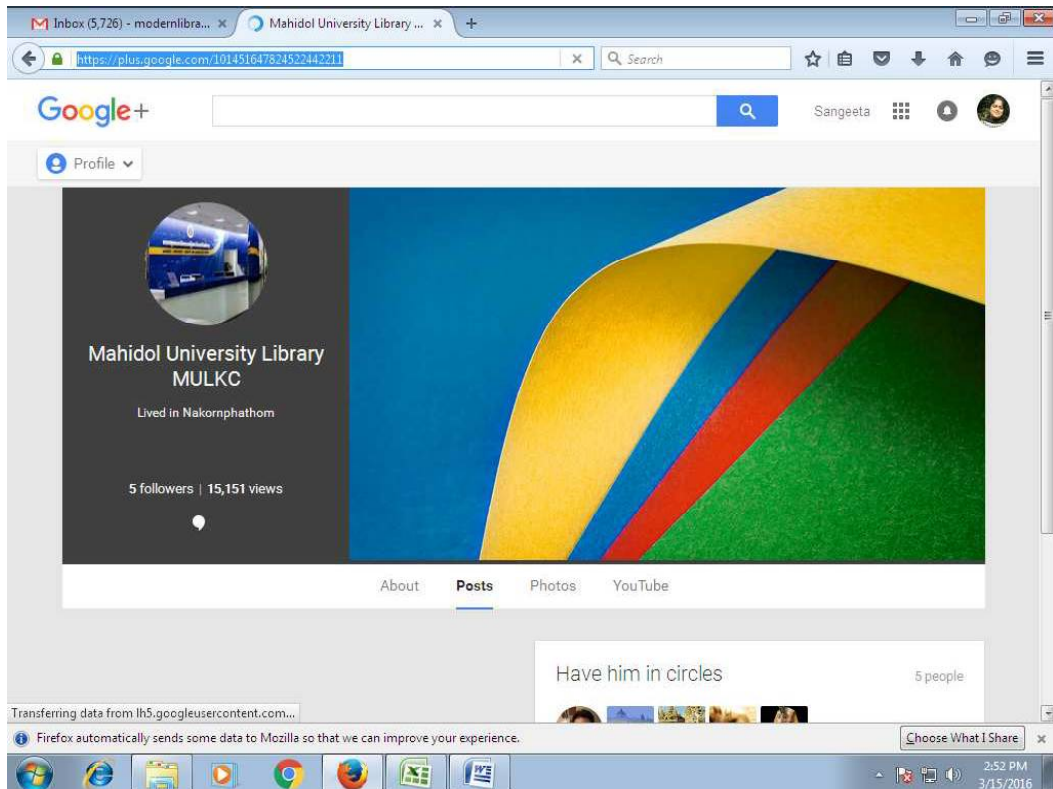 Inbox (5,726) - modernlibra...
Mahidol University Library ...
https://plus.google.com/101451647824522442211
Search
Google+
Sangeeta
Profile
Mahidol University Library
MULKC
Lived in Nakornphathom
5 followers | 15,151 views
About Posts Photos YouTube
Have him in circles
5 people
Transferring data from lh5.googleusercontent.com...
Firefox automatically sends some data to Mozilla so that we can improve your experience.
Choose What I Share
2:52 PM
3/15/2016